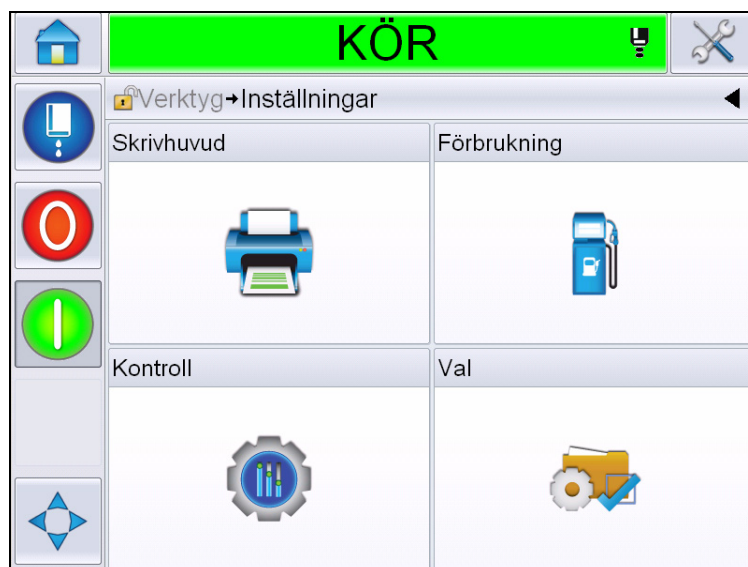 KÖR
Verktyg→Inställningar
Skrivhuvud
Förbrukning
Kontroll
Val